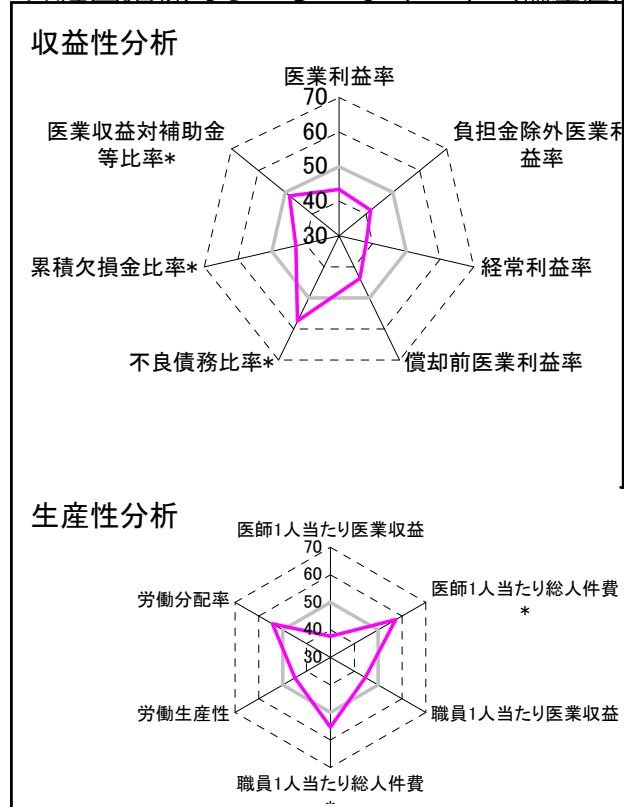 収益性分析
医業利益率
70
60
50
40
30
医業収益対補助金
等比率*
負担金除外医業利
益率
累積欠損金比率*
経常利益率
不良債務比率*
償却前医業利益率
生産性分析
医師1人当たり医業収益
70
60
50
40
30
労働分配率
医師1人当たり総人件費
*
労働生産性
職員1人当たり医業収益
職員1人当たり総人件費
*